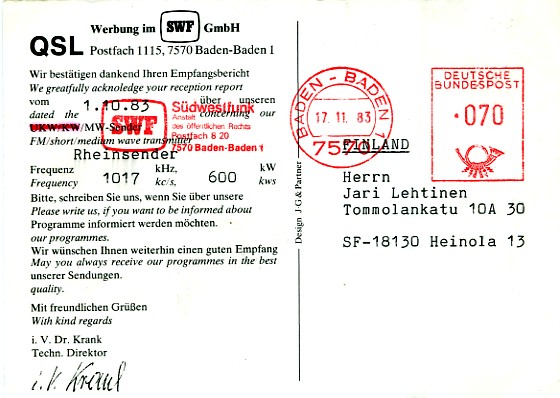 Werbung im SWF GmbH
QSL Postfach 1115, 7570 Baden-Baden 1
Wir bestätigen dankend Ihren Empfangsbericht
We greatfully acknoledge your reception report
vom 1.10.83 über unseren
dated the concerning our
UKW/KW/MW-Sender
FM/short/medium wave transmitter
Rheinsender
SWF
Südwestfunk
Anstalt
des öffentlichen Rechts
Postfach 8 20
7570 Baden-Baden 1
Frequenz kHz, kW
Frequency 1017 kc/s, 600 kws
Bitte, schreiben Sie uns, wenn Sie über unsere
Please write us, if you want to be informed about
Programme informiert werden möchten.
our programmes.
Wir wünschen Ihnen weiterhin einen guten Empfang
May you always receive our programmes in the best
unserer Sendungen.
quality.
Mit freundlichen Grüßen
With kind regards
i. V. Dr. Krank
Techn. Direktor
i. V. Krank
Design J·G & Partner
BADEN-BADEN 1
17.11.83
7570
DEUTSCHE
BUNDESPOST
·070
FINLAND
Herrn
Jari Lehtinen
Tommolankatu 10A 30
SF-18130 Heinola 13